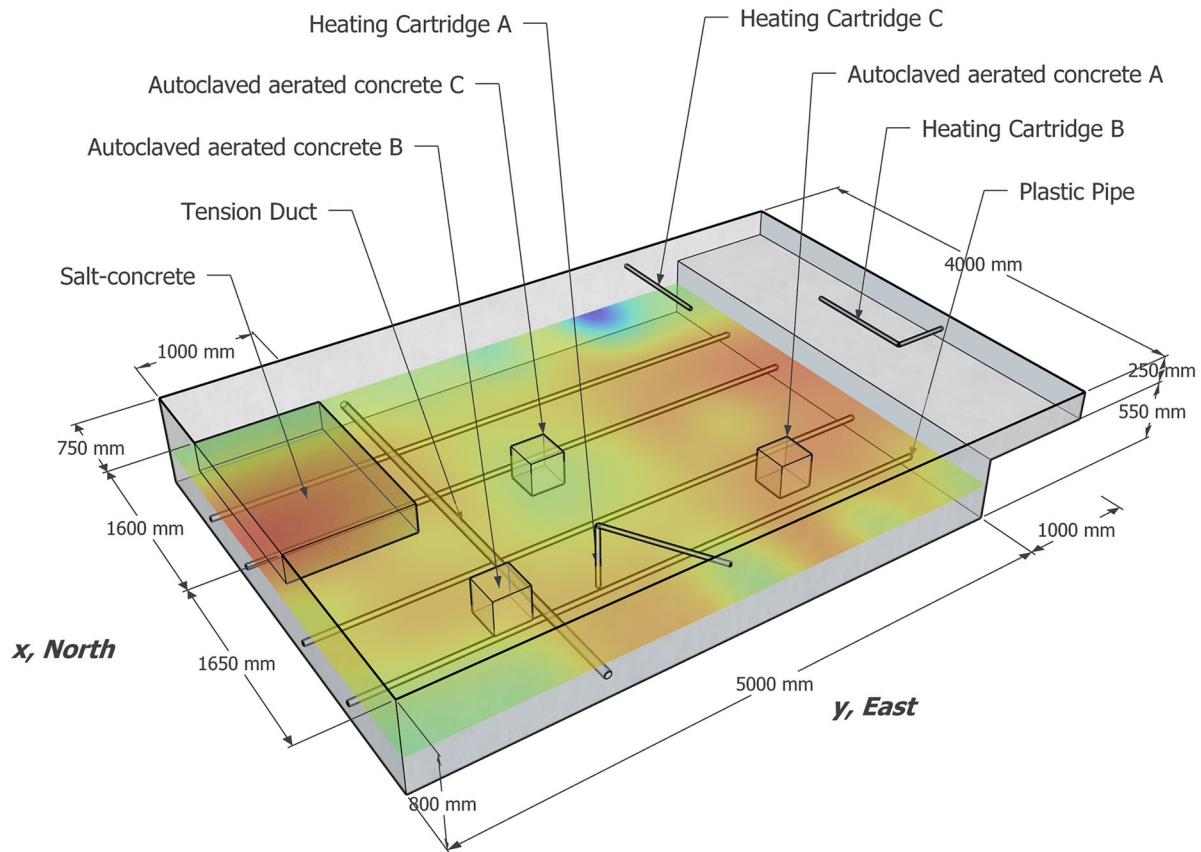 Heating Cartridge A
Heating Cartridge C
Autoclaved aerated concrete C
Autoclaved aerated concrete A
Autoclaved aerated concrete B
Heating Cartridge B
Tension Duct
Plastic Pipe
Salt-concrete
4000 mm
1000 mm
250 mm
550 mm
750 mm
1600 mm
1000 mm
x, North
1650 mm
5000 mm
y, East
800 mm